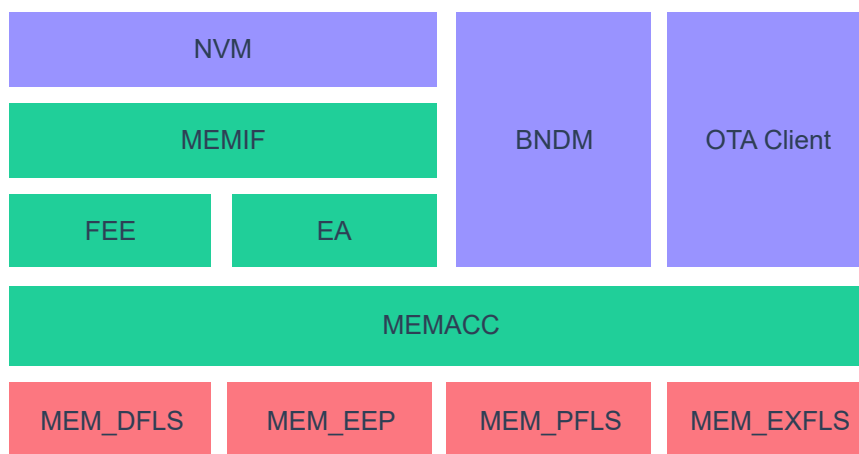 NVM
MEMIF
FEE
EA
BNDM
OTA Client
MEMACC
MEM_DFLS
MEM_EEP
MEM_PFLS
MEM_EXFLS